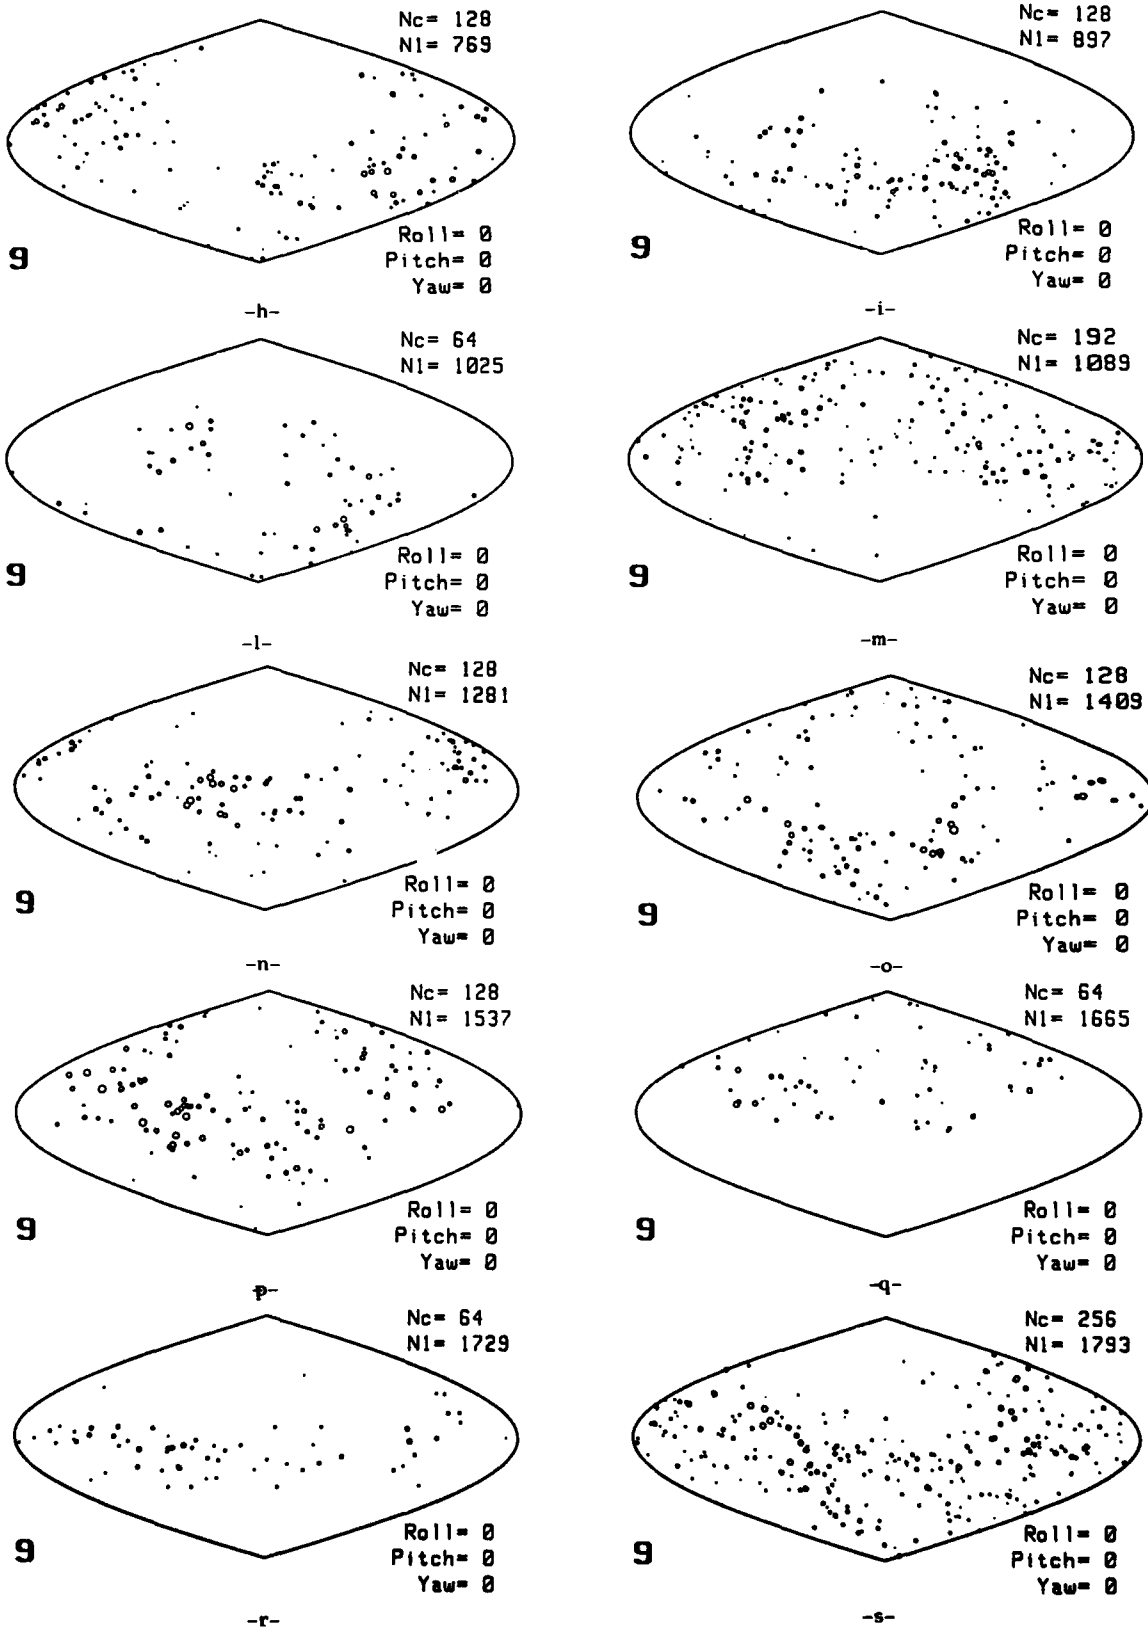 Nc= 128
N1= 769
9
Roll= 0
Pitch= 0
Yaw= 0
-h-
Nc= 128
N1= 897
9
Roll= 0
Pitch= 0
Yaw= 0
-i-
Nc= 64
N1= 1025
9
Roll= 0
Pitch= 0
Yaw= 0
-l-
Nc= 192
N1= 1089
9
Roll= 0
Pitch= 0
Yaw= 0
-m-
Nc= 128
N1= 1281
9
Roll= 0
Pitch= 0
Yaw= 0
-n-
Nc= 128
N1= 1409
9
Roll= 0
Pitch= 0
Yaw= 0
-o-
Nc= 128
N1= 1537
9
Roll= 0
Pitch= 0
Yaw= 0
-p-
Nc= 64
N1= 1665
9
Roll= 0
Pitch= 0
Yaw= 0
-q-
Nc= 64
N1= 1729
9
Roll= 0
Pitch= 0
Yaw= 0
-r-
Nc= 256
N1= 1793
9
Roll= 0
Pitch= 0
Yaw= 0
-s-